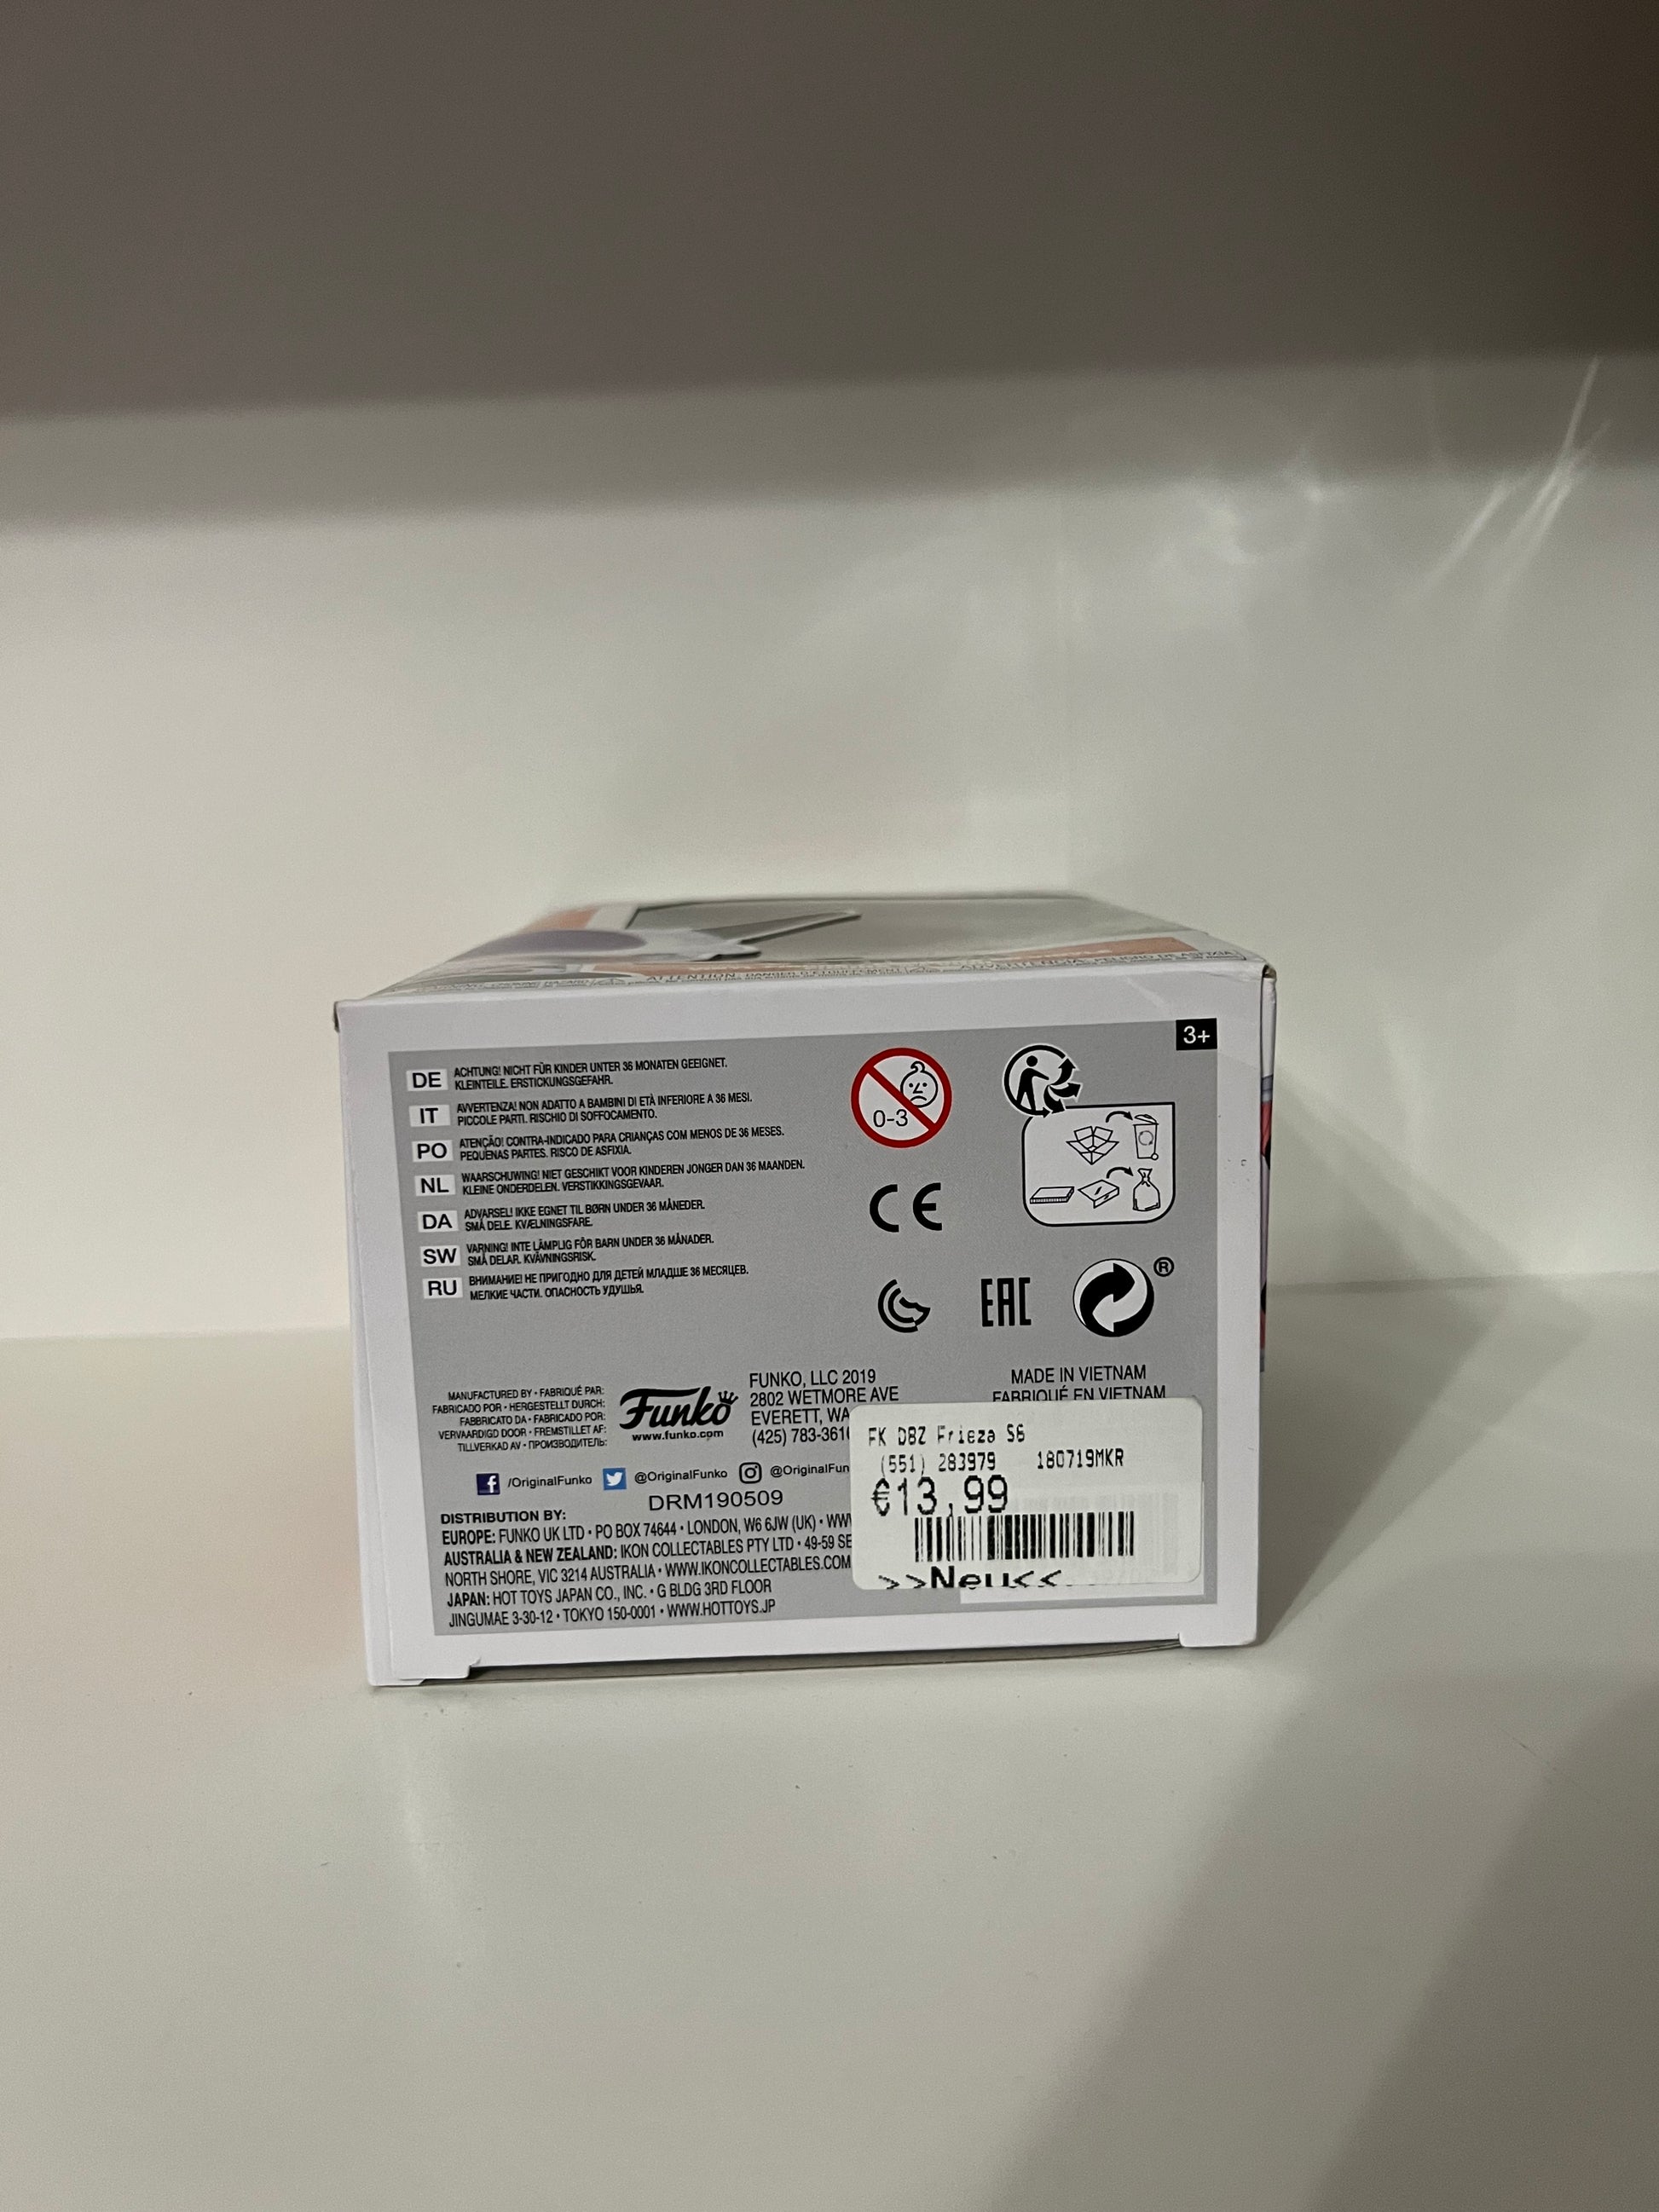 ATTENTION:
ADVERTENCIA:
3+
DE ACHTUNG! NICHT FÜR KINDER UNTER 36 MONATEN GEEIGNET.
KLEINTEILE. ERSTICKUNGSGEFAHR.
IT AVVERTENZA! NON ADATTO A BAMBINI DI ETÀ INFERIORE A 36 MESI.
PICCOLE PARTI. RISCHIO DI SOFFOCAMENTO.
PO ATENÇÃO! CONTRA-INDICADO PARA CRIANÇAS COM MENOS DE 36 MESES.
PEQUENAS PARTES. RISCO DE ASFIXIA.
NL WAARSCHUWING! NIET GESCHIKT VOOR KINDEREN JONGER DAN 36 MAANDEN.
KLEINE ONDERDELEN. VERSTIKKINGSGEVAAR.
DA ADVARSEL! IKKE EGNET TIL BØRN UNDER 36 MÅNEDER.
SMÅ DELE. KVÆLNINGSFARE.
SW VARNING! INTE LÄMPLIG FÖR BARN UNDER 36 MÅNADER.
SMÅ DELAR. KVÄVNINGSRISK.
RU ВНИМАНИЕ! НЕ ПРИГОДНО ДЛЯ ДЕТЕЙ МЛАДШЕ 36 МЕСЯЦЕВ.
МЕЛКИЕ ЧАСТИ. ОПАСНОСТЬ УДУШЬЯ.
0-3
CE
EAC
®
MANUFACTURED BY • FABRIQUÉ PAR:
FABRICADO POR • HERGESTELLT DURCH:
FABBRICATO DA • FABRICADO POR:
VERVAARDIGD DOOR • FREMSTILLET AF:
TILLVERKAD AV • ПРОИЗВОДИТЕЛЬ:
Funko
www.funko.com
FUNKO, LLC 2019
2802 WETMORE AVE
EVERETT, WA
(425) 783-361
MADE IN VIETNAM
FABRIQUÉ EN VIETNAM
/OriginalFunko @OriginalFunko @OriginalFun
DRM190509
DISTRIBUTION BY:
EUROPE: FUNKO UK LTD • PO BOX 74644 • LONDON, W6 6JW (UK) • WW
AUSTRALIA & NEW ZEALAND: IKON COLLECTABLES PTY LTD • 49-59 SE
NORTH SHORE, VIC 3214 AUSTRALIA • WWW.IKONCOLLECTABLES.COM
JAPAN: HOT TOYS JAPAN CO., INC. • G BLDG 3RD FLOOR
JINGUMAE 3-30-12 • TOKYO 150-0001 • WWW.HOTTOYS.JP
FK DBZ Frieza S6
(551) 283979 180719MKR
€13,99
>>Neu<<